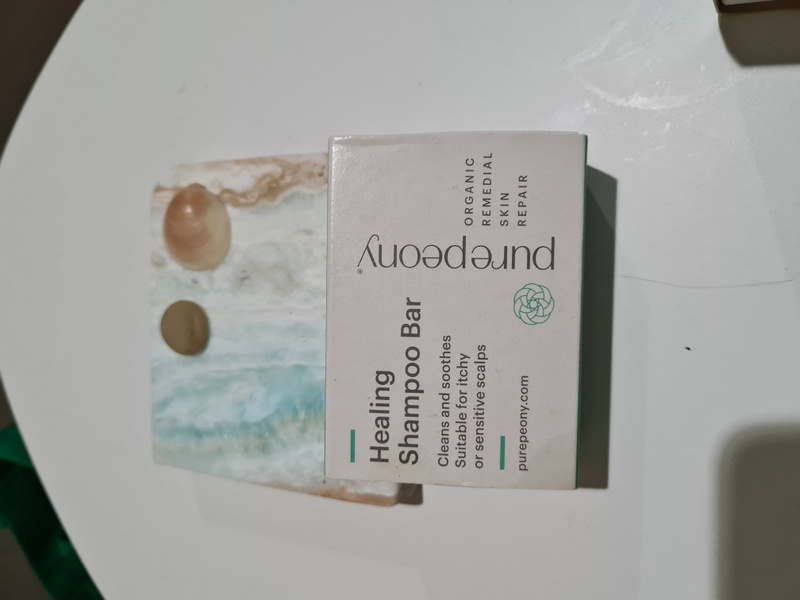 purepeony®
ORGANIC
REMEDIAL
SKIN
REPAIR
Healing
Shampoo Bar
Cleans and soothes
Suitable for itchy
or sensitive scalps
purepeony.com